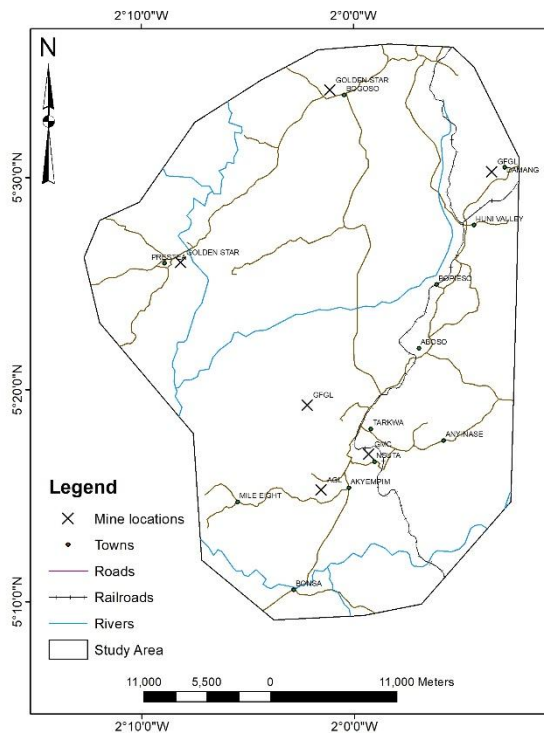 2°10'0"W 2°0'0"W
N
GOLDEN STAR
BOGOSO
5°30'0"N
GFGL
DAMANG
HUNI VALLEY
GOLDEN STAR
PRESTEA
BOPIESO
ABOSO
5°20'0"N
GFGL
TARKWA
ANYINASE
GMC
NSUTA
AGL
AKYEMPIM
MILE EIGHT
Legend
Mine locations
Towns
Roads
Railroads
Rivers
Study Area
5°10'0"N
BONSA
11,000 5,500 0 11,000 Meters
2°10'0"W 2°0'0"W